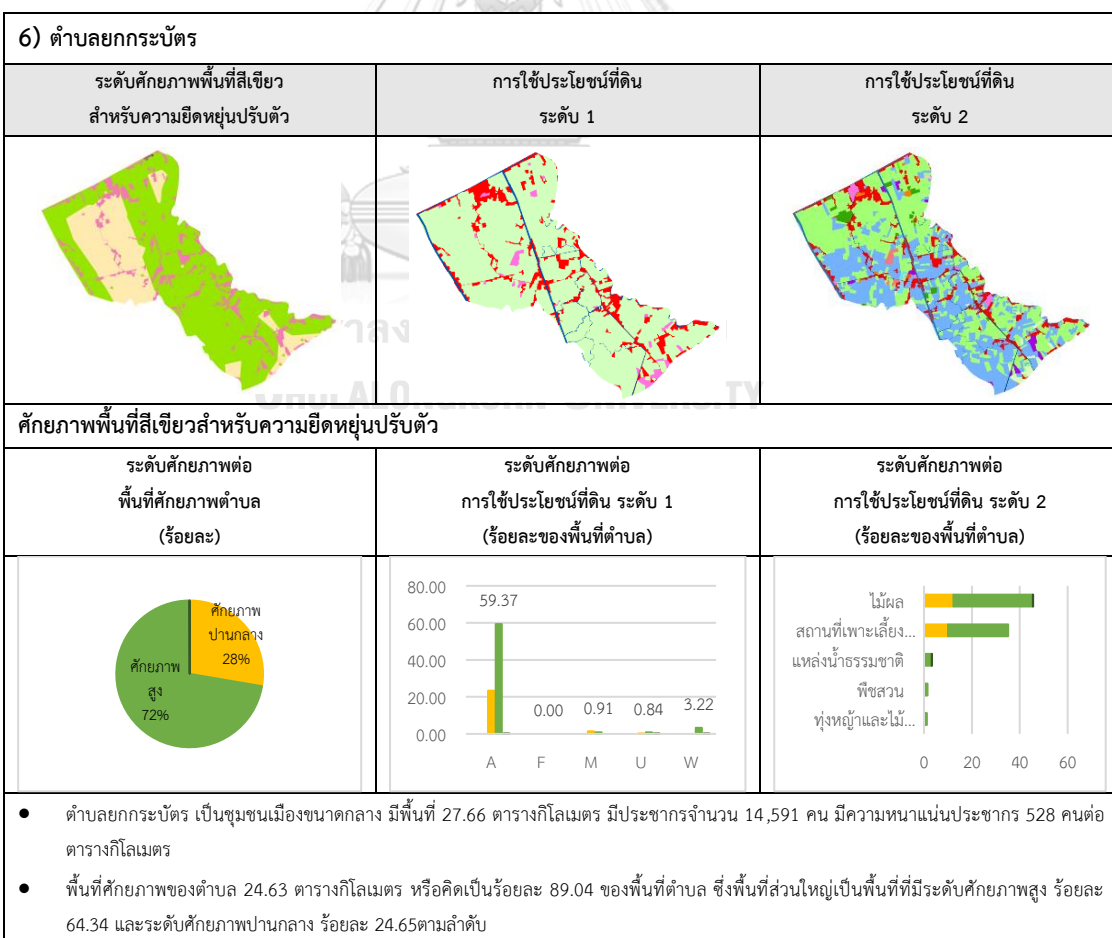 6) ตำบลยกกระบัตร
ระดับศักยภาพพื้นที่สีเขียว
สำหรับความยืดหยุ่นปรับตัว
การใช้ประโยชน์ที่ดิน
ระดับ 1
การใช้ประโยชน์ที่ดิน
ระดับ 2
ศักยภาพพื้นที่สีเขียวสำหรับความยืดหยุ่นปรับตัว
ระดับศักยภาพต่อ
พื้นที่ศักยภาพตำบล
(ร้อยละ)
ระดับศักยภาพต่อ
การใช้ประโยชน์ที่ดิน ระดับ 1
(ร้อยละของพื้นที่ตำบล)
ระดับศักยภาพต่อ
การใช้ประโยชน์ที่ดิน ระดับ 2
(ร้อยละของพื้นที่ตำบล)
ศักยภาพ
ปานกลาง
28%
ศักยภาพ
สูง
72%
80.00
60.00
40.00
20.00
0.00
59.37
0.00
0.91
0.84
3.22
A F M U W
ไม้ผล
สถานที่เพาะเลี้ยง...
แหล่งน้ำธรรมชาติ
พืชสวน
ทุ่งหญ้าและไม้...
0 20 40 60
● ตำบลยกกระบัตร เป็นชุมชนเมืองขนาดกลาง มีพื้นที่ 27.66 ตารางกิโลเมตร มีประชากรจำนวน 14,591 คน มีความหนาแน่นประชากร 528 คนต่อ
ตารางกิโลเมตร
● พื้นที่ศักยภาพของตำบล 24.63 ตารางกิโลเมตร หรือคิดเป็นร้อยละ 89.04 ของพื้นที่ตำบล ซึ่งพื้นที่ส่วนใหญ่เป็นพื้นที่ที่มีระดับศักยภาพสูง ร้อยละ
64.34 และระดับศักยภาพปานกลาง ร้อยละ 24.65ตามลำดับ